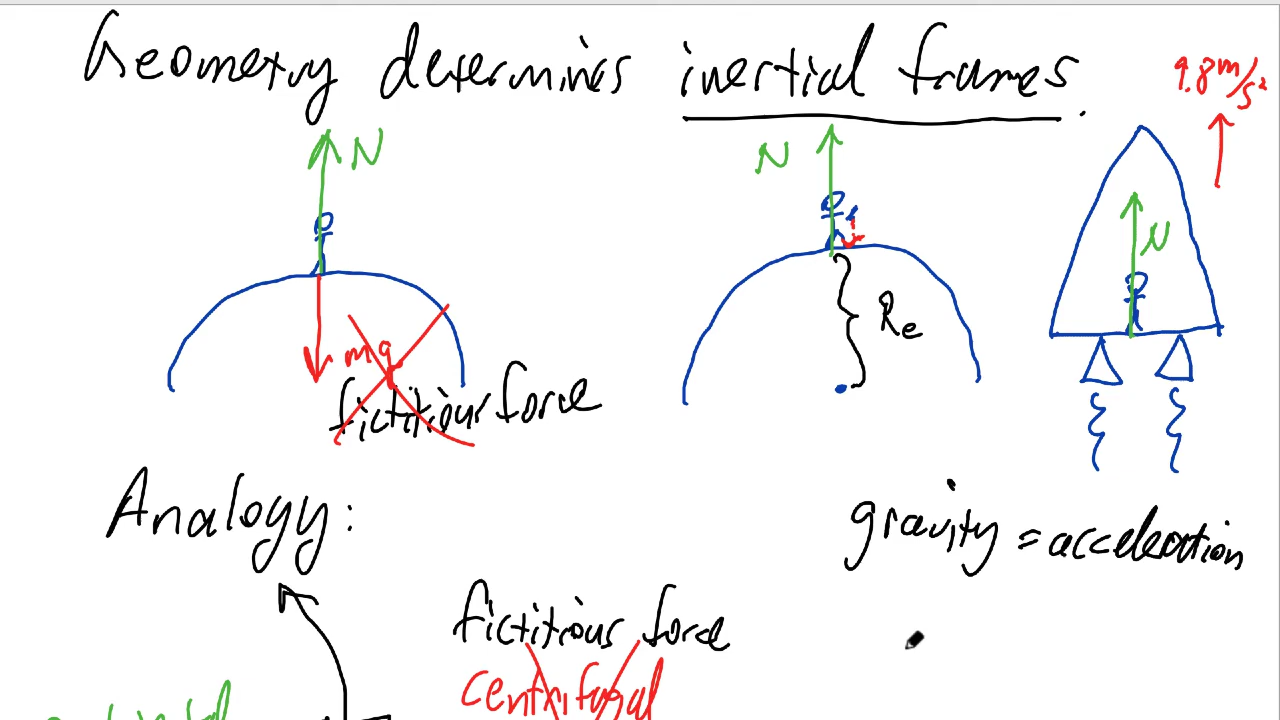 Geometry determines inertial frames.
9.8m/s²
N
N
N
Re
mg
fictitious force
Analogy:
gravity = acceleration
fictitious force
centrifugal